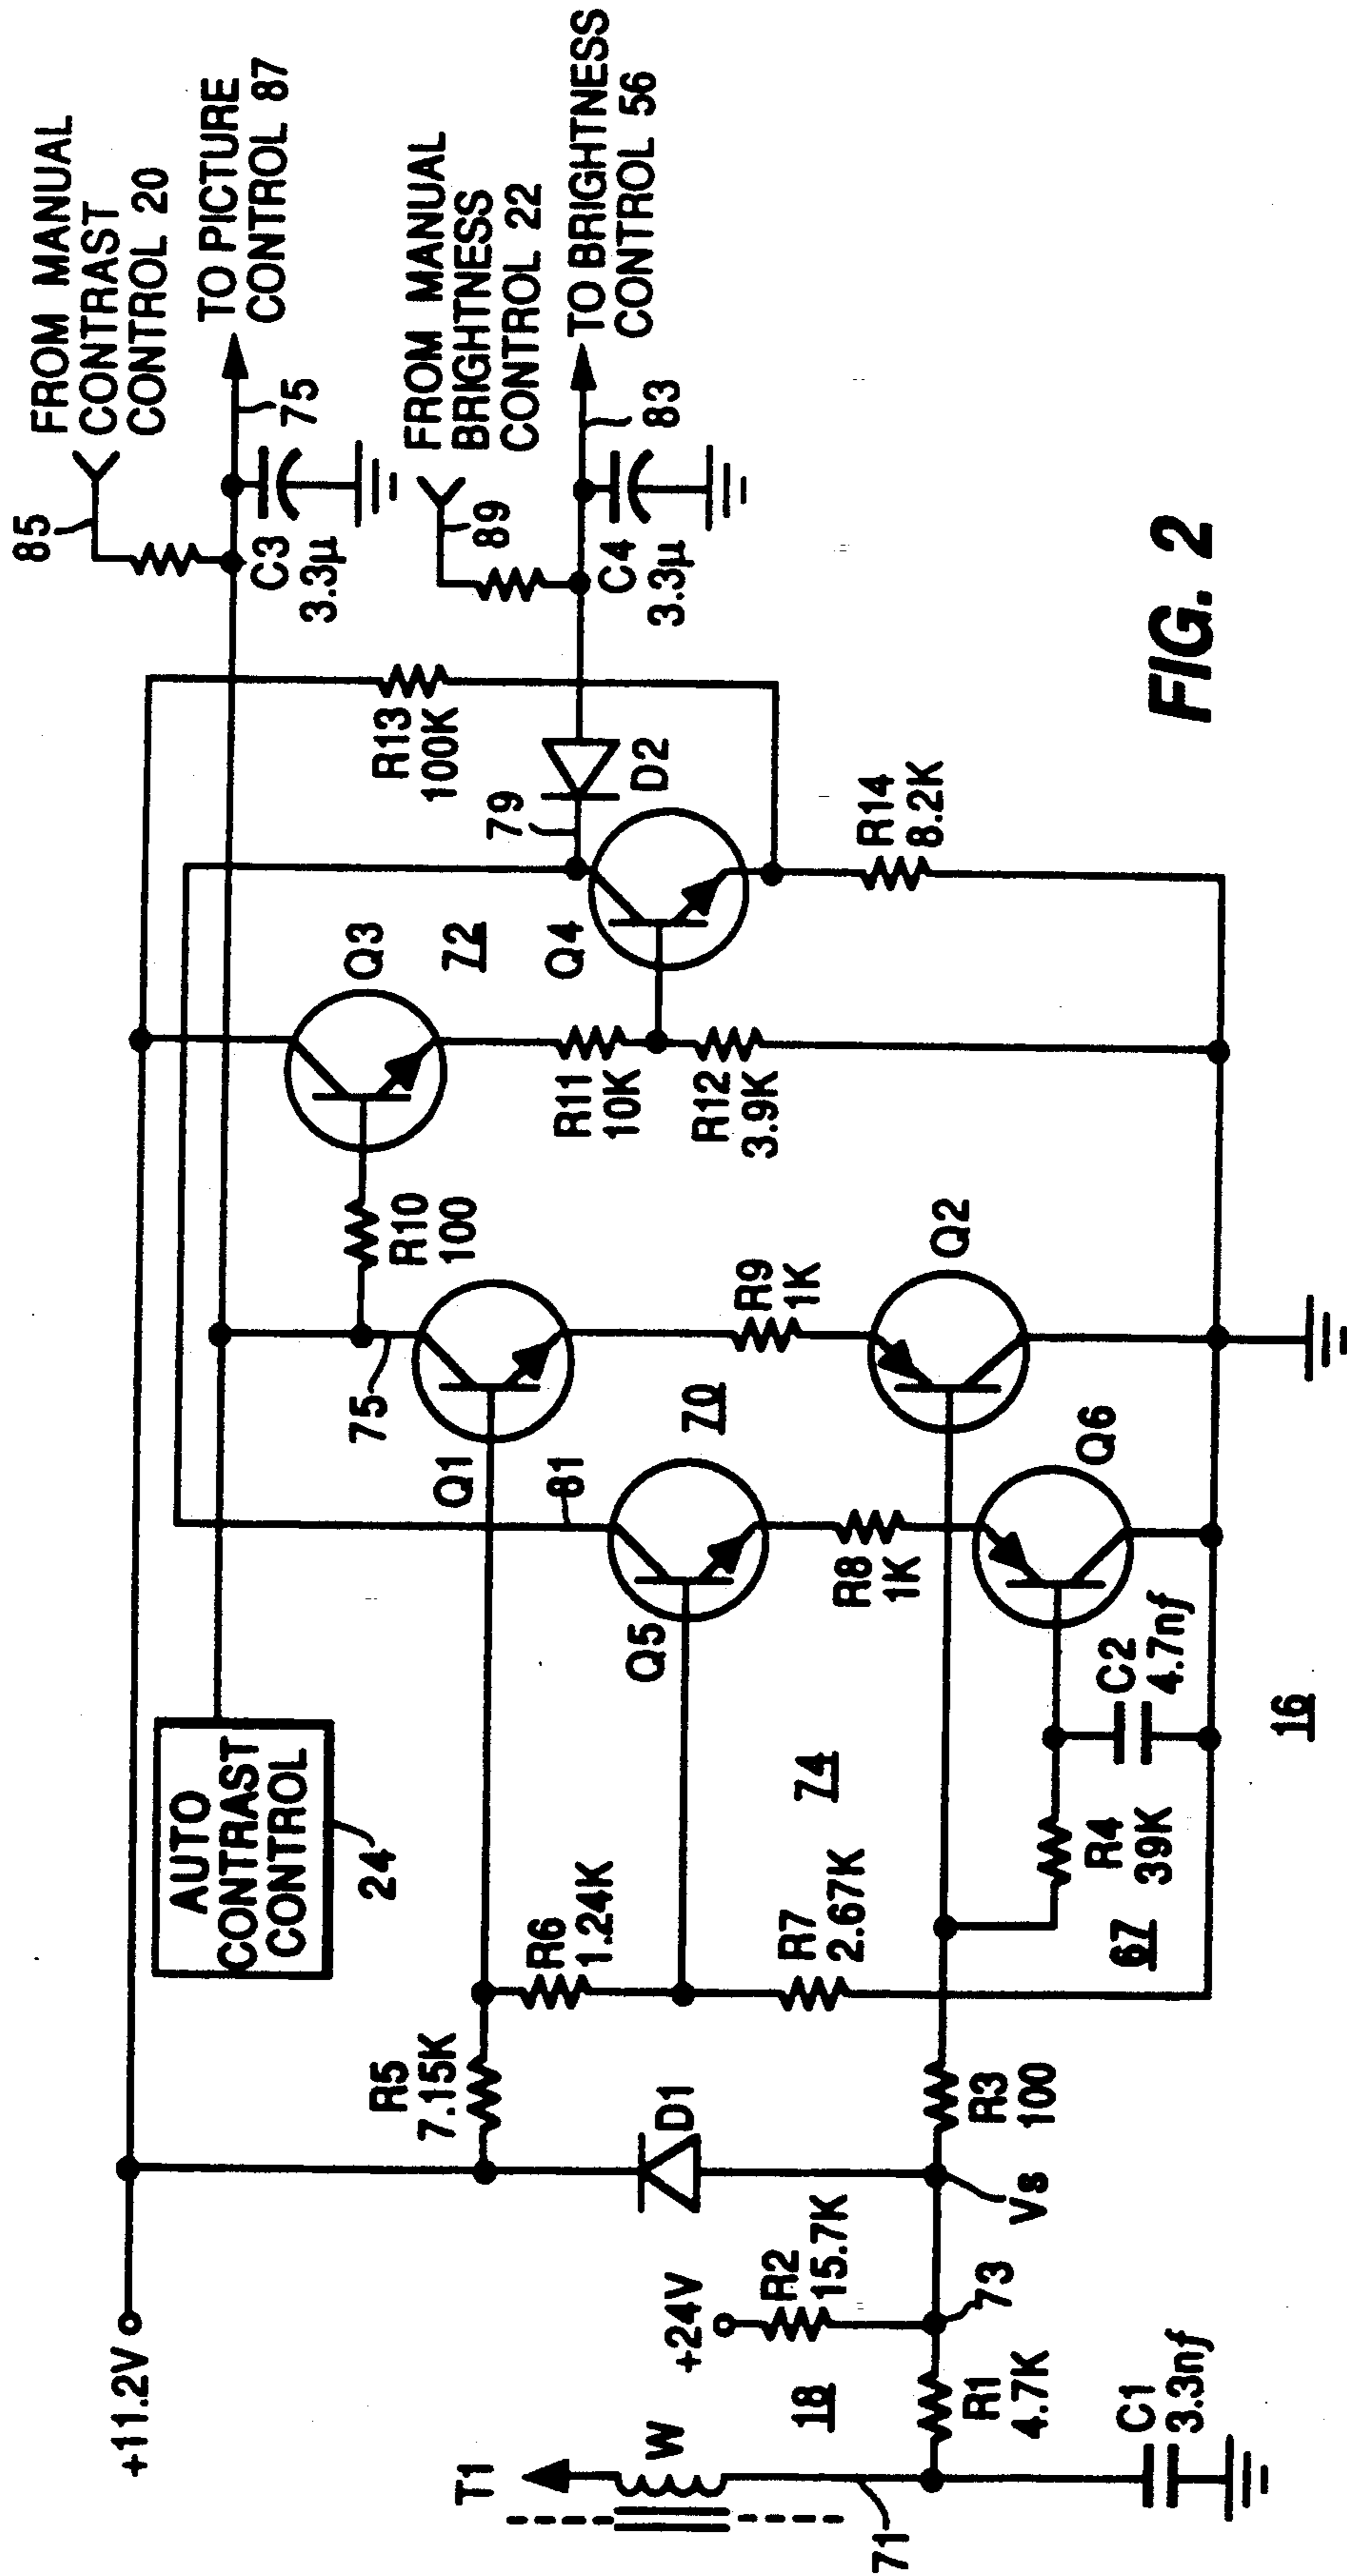 FROM MANUAL
CONTRAST
CONTROL 20
85
TO PICTURE
CONTROL 87
75
C3
3.3µ
FROM MANUAL
BRIGHTNESS
CONTROL 22
89
TO BRIGHTNESS
CONTROL 56
83
C4
3.3µ
R13
100K
79
D2
72
Q3
Q4
R14
8.2K
R11
10K
R12
3.9K
R10
100
75
Q1
R9
1K
70
Q2
81
Q5
R8
1K
Q6
AUTO
CONTRAST
CONTROL
24
R6
1.24K
R7
2.67K
74
C2
4.7nf
R4
39K
67
16
+11.2V
R5
7.15K
D1
R3
100
Vs
+24V
R2
15.7K
73
18
T1
W
R1
4.7K
71
C1
3.3nf
FIG. 2